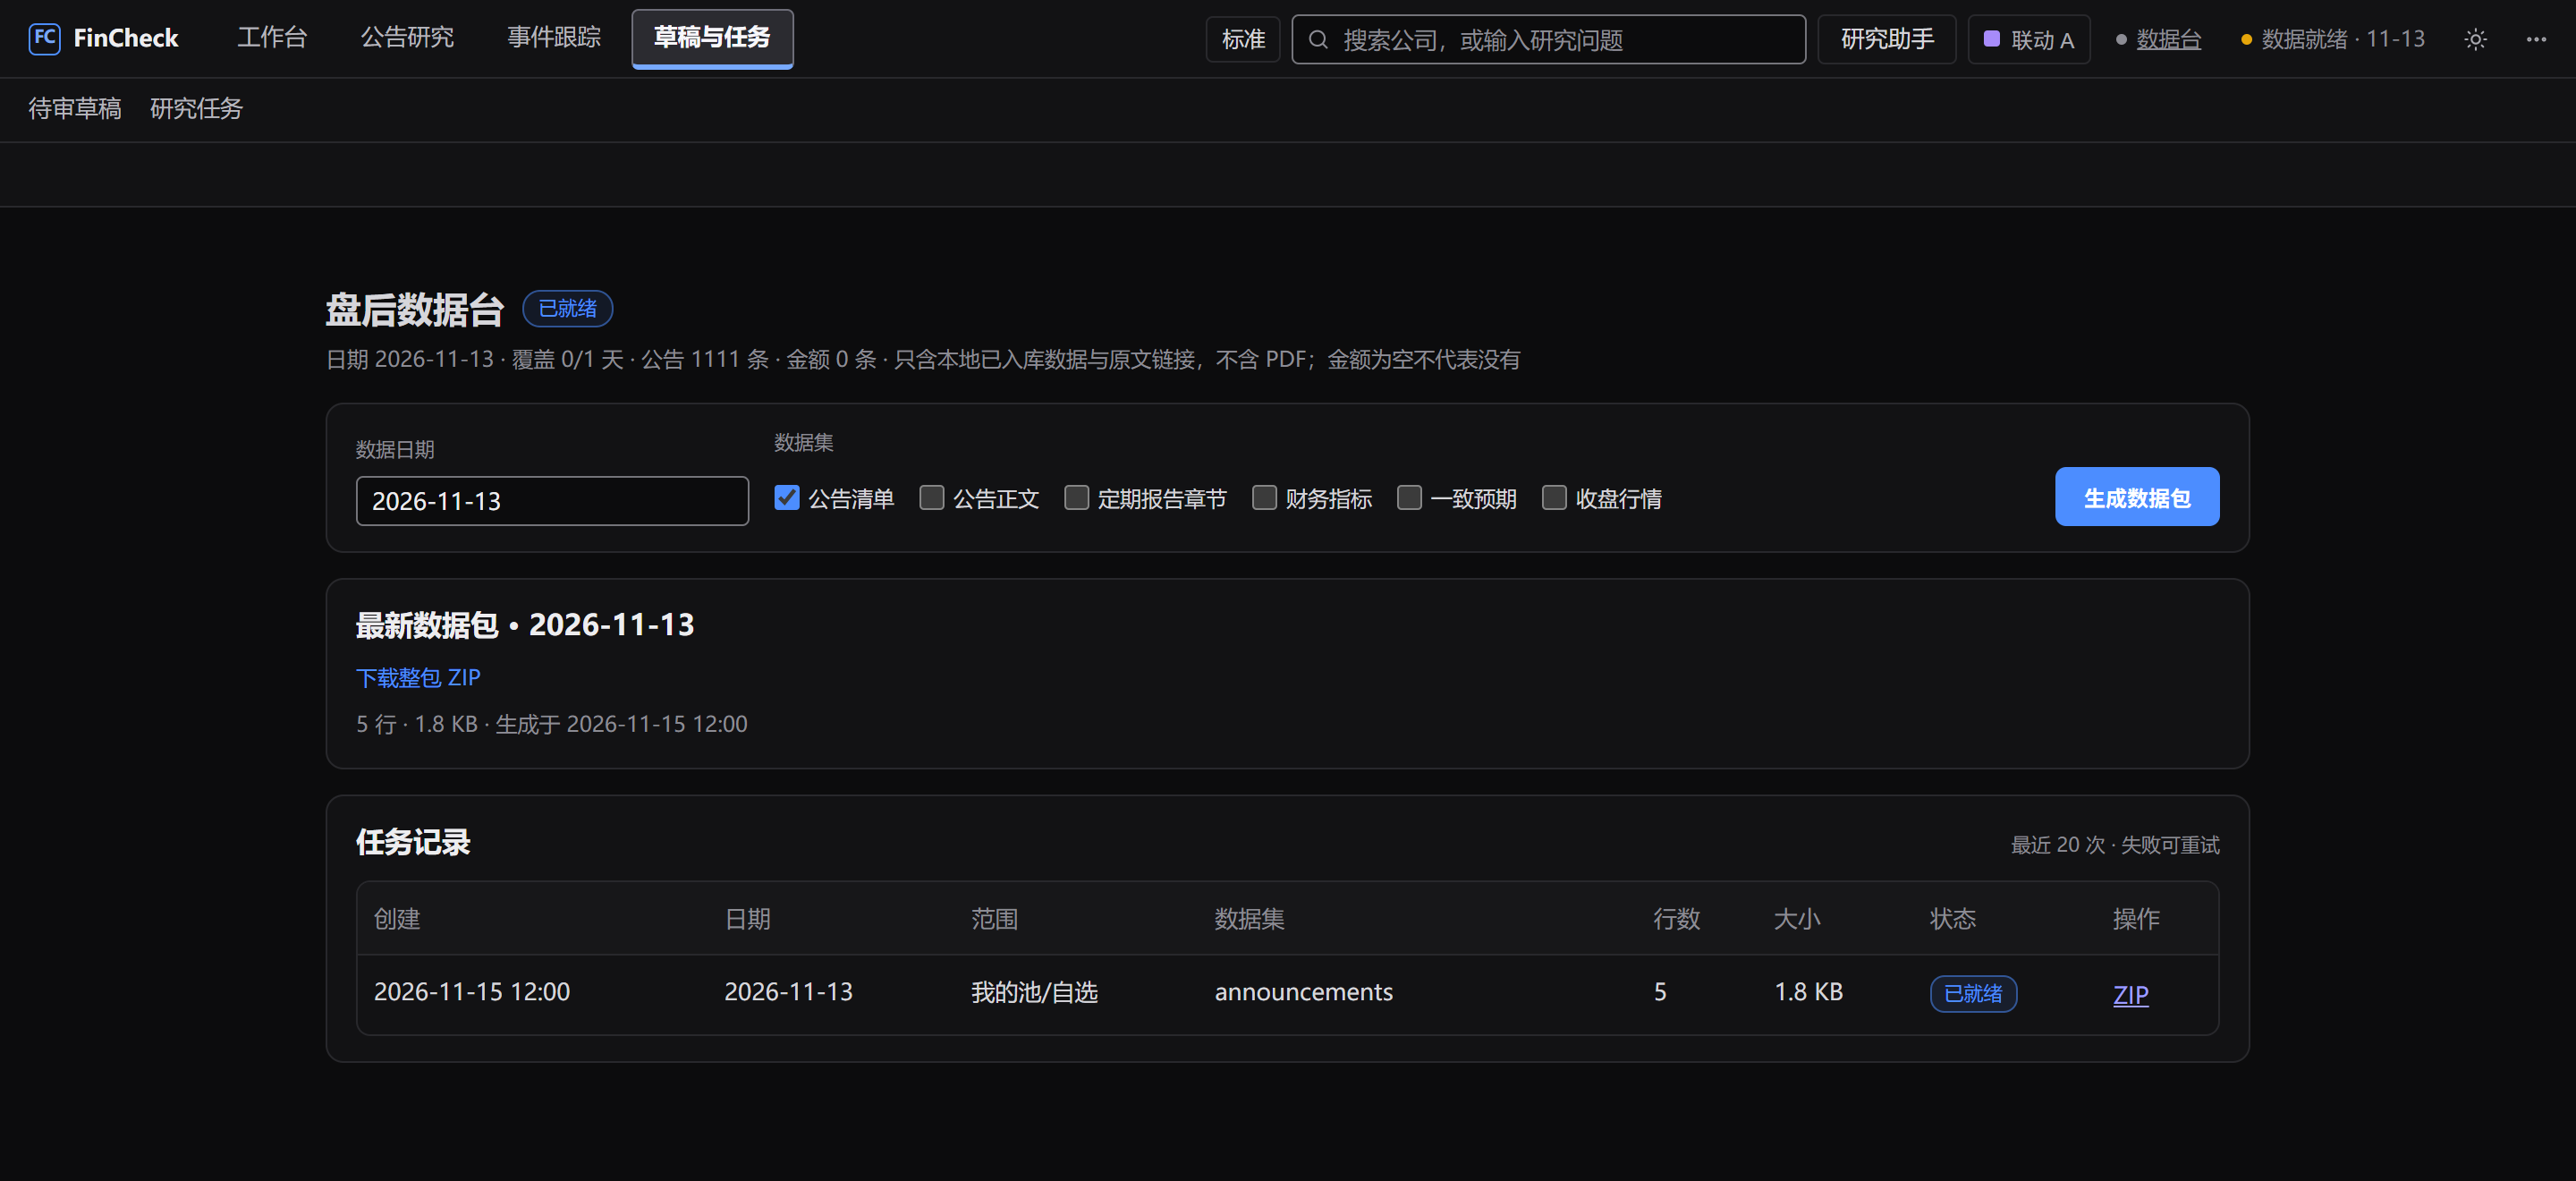 FC FinCheck 工作台 公告研究 事件跟踪 草稿与任务 标准 搜索公司，或输入研究问题 研究助手 联动 A 数据台 数据就绪 · 11-13
待审草稿 研究任务
盘后数据台 已就绪
日期 2026-11-13 · 覆盖 0/1 天 · 公告 1111 条 · 金额 0 条 · 只含本地已入库数据与原文链接，不含 PDF；金额为空不代表没有
数据日期 数据集
2026-11-13 公告清单 公告正文 定期报告章节 财务指标 一致预期 收盘行情 生成数据包
最新数据包 • 2026-11-13
下载整包 ZIP
5 行 · 1.8 KB · 生成于 2026-11-15 12:00
任务记录 最近 20 次 · 失败可重试
创建 日期 范围 数据集 行数 大小 状态 操作
2026-11-15 12:00 2026-11-13 我的池/自选 announcements 5 1.8 KB 已就绪 ZIP